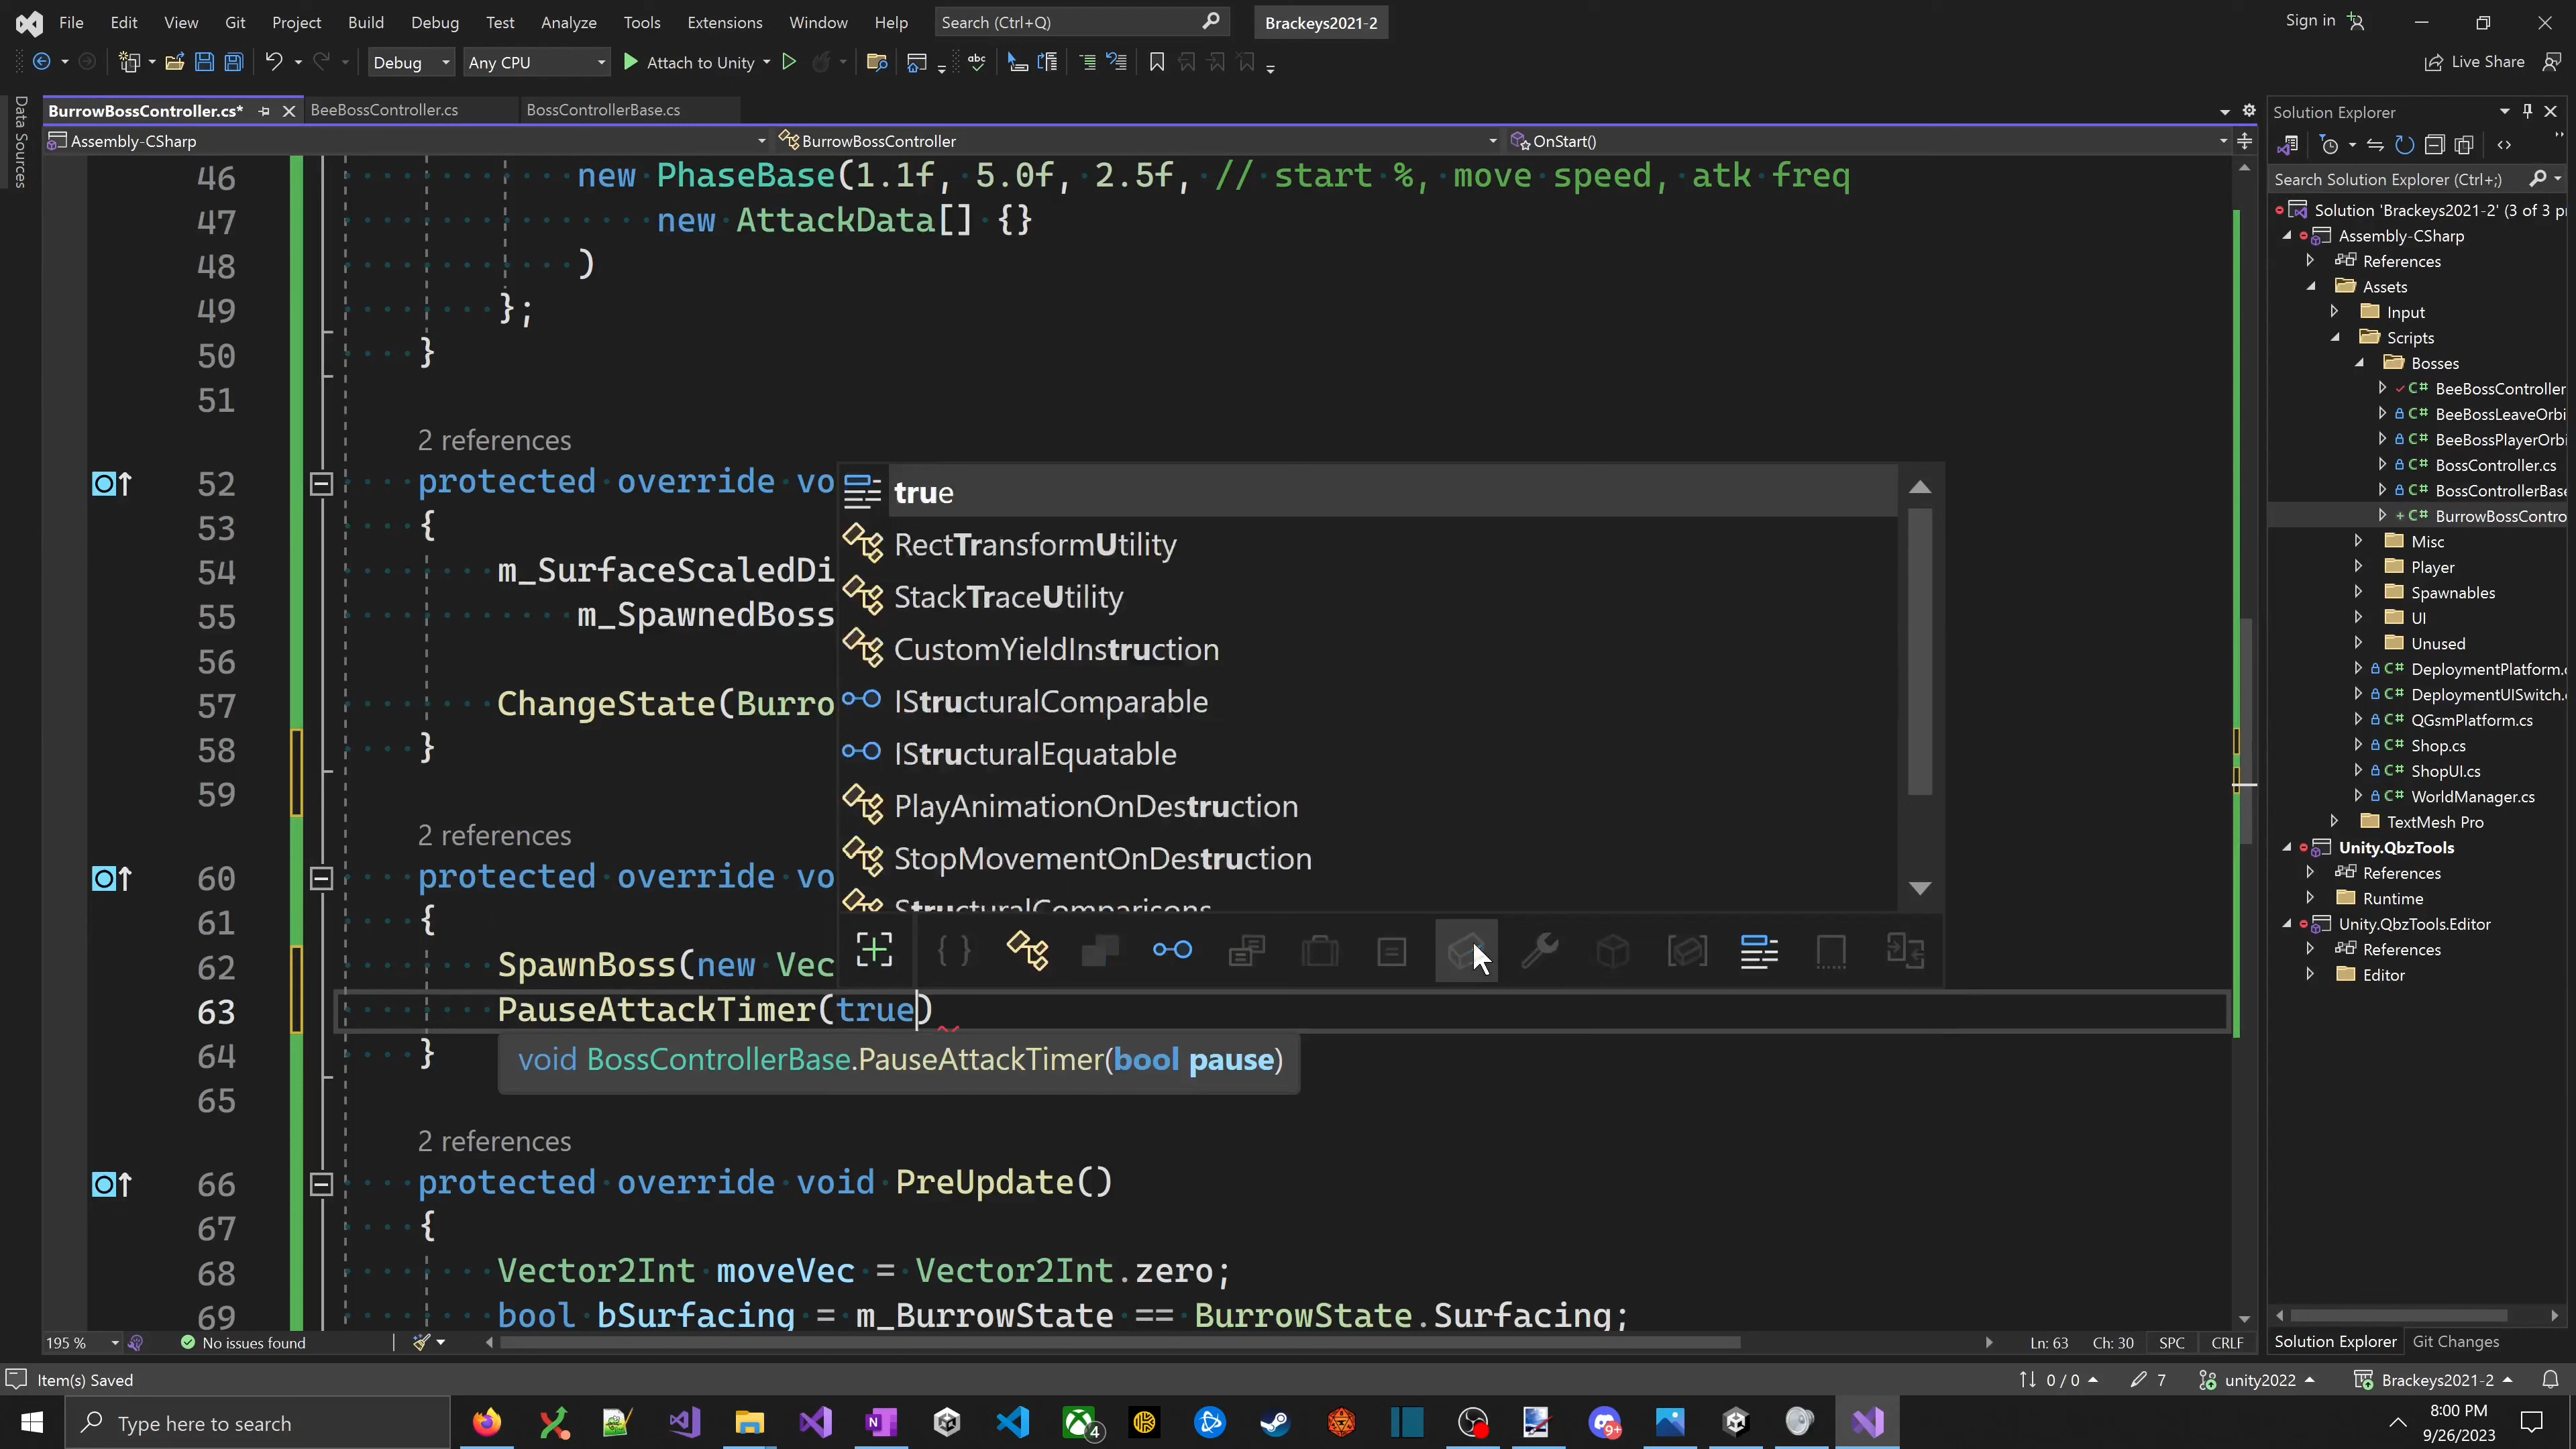 File Edit View Git Project Build Debug Test Analyze Tools Extensions Window Help Search (Ctrl+Q) Brackeys2021-2 Sign in
Debug Any CPU Attach to Unity Live Share
Data Sources
BurrowBossController.cs* BeeBossController.cs BossControllerBase.cs
Assembly-CSharp BurrowBossController OnStart()
46 new PhaseBase(1.1f, 5.0f, 2.5f, // start %, move speed, atk freq
47 new AttackData[] {}
48 )
49 };
50 }
51
2 references
52 protected override vo
53 {
54 m_SurfaceScaledDi
55 m_SpawnedBoss
56
57 ChangeState(Burro
58 }
59
2 references
60 protected override vo
61 {
62 SpawnBoss(new Vec
63 PauseAttackTimer(true)
64 }
65
2 references
66 protected override void PreUpdate()
67 {
68 Vector2Int moveVec = Vector2Int.zero;
69 bool bSurfacing = m_BurrowState == BurrowState.Surfacing;
true
RectTransformUtility
StackTraceUtility
CustomYieldInstruction
IStructuralComparable
IStructuralEquatable
PlayAnimationOnDestruction
StopMovementOnDestruction
StructuralComparisons
void BossControllerBase.PauseAttackTimer(bool pause)
195 % No issues found Ln: 63 Ch: 30 SPC CRLF
Solution Explorer
Search Solution Explorer (Ctrl+;)
Solution 'Brackeys2021-2' (3 of 3 pr
Assembly-CSharp
References
Assets
Input
Scripts
Bosses
C# BeeBossController
C# BeeBossLeaveOrbi
C# BeeBossPlayerOrbi
C# BossController.cs
C# BossControllerBase
C# BurrowBossContro
Misc
Player
Spawnables
UI
Unused
C# DeploymentPlatform.c
C# DeploymentUISwitch.c
C# QGsmPlatform.cs
C# Shop.cs
C# ShopUI.cs
C# WorldManager.cs
TextMesh Pro
Unity.QbzTools
References
Runtime
Unity.QbzTools.Editor
References
Editor
Solution Explorer Git Changes
Item(s) Saved 0 / 0 7 unity2022 Brackeys2021-2
Type here to search 4 9+ 8:00 PM
9/26/2023